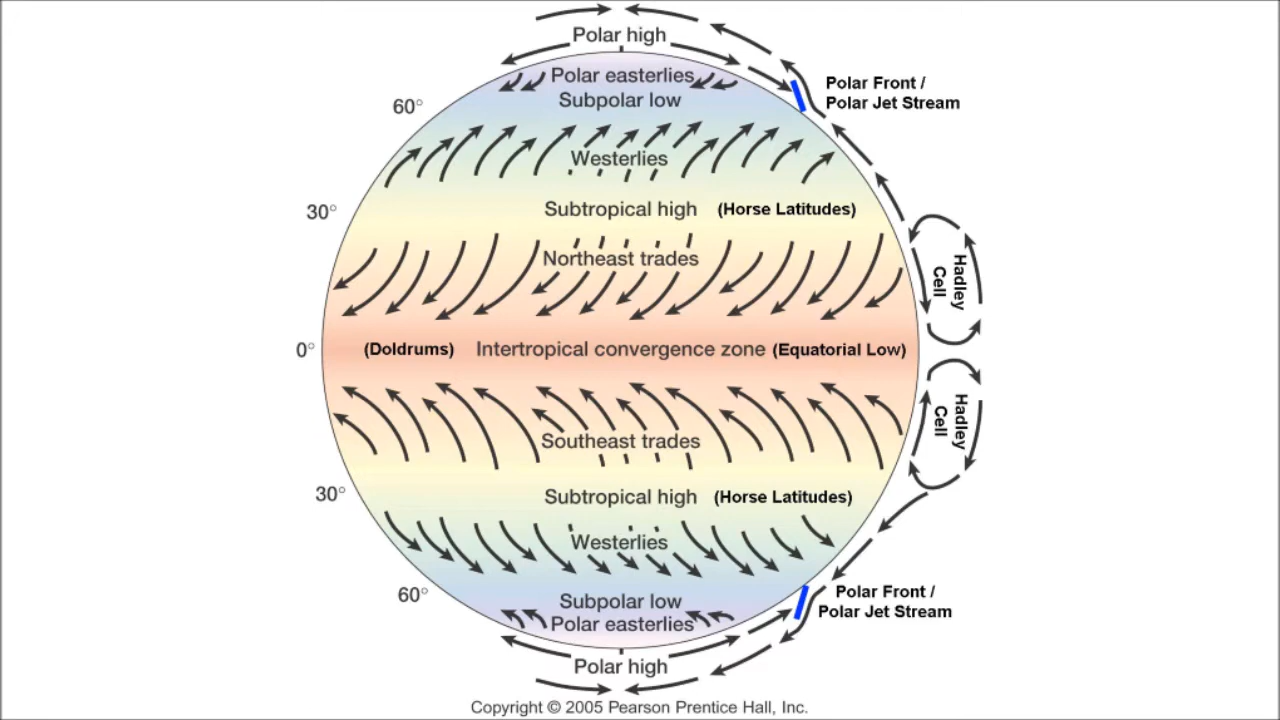 Polar high
Polar easterlies
Polar Front /
Polar Jet Stream
60°
Subpolar low
Westerlies
30°
Subtropical high (Horse Latitudes)
Northeast trades
Hadley
Cell
0°
(Doldrums) Intertropical convergence zone (Equatorial Low)
Hadley
Cell
Southeast trades
30°
Subtropical high (Horse Latitudes)
Westerlies
60°
Subpolar low
Polar Front /
Polar Jet Stream
Polar easterlies
Polar high
Copyright © 2005 Pearson Prentice Hall, Inc.